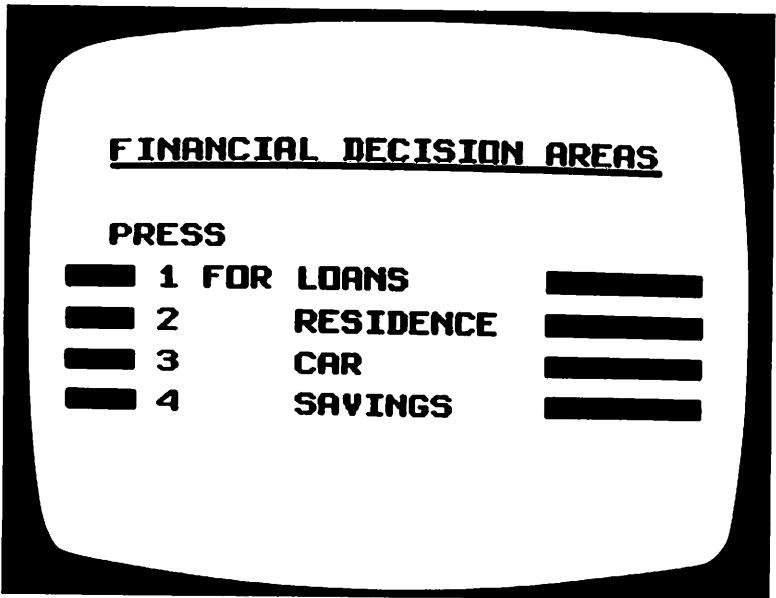 FINANCIAL DECISION AREAS
PRESS
1 FOR LOANS
2 RESIDENCE
3 CAR
4 SAVINGS